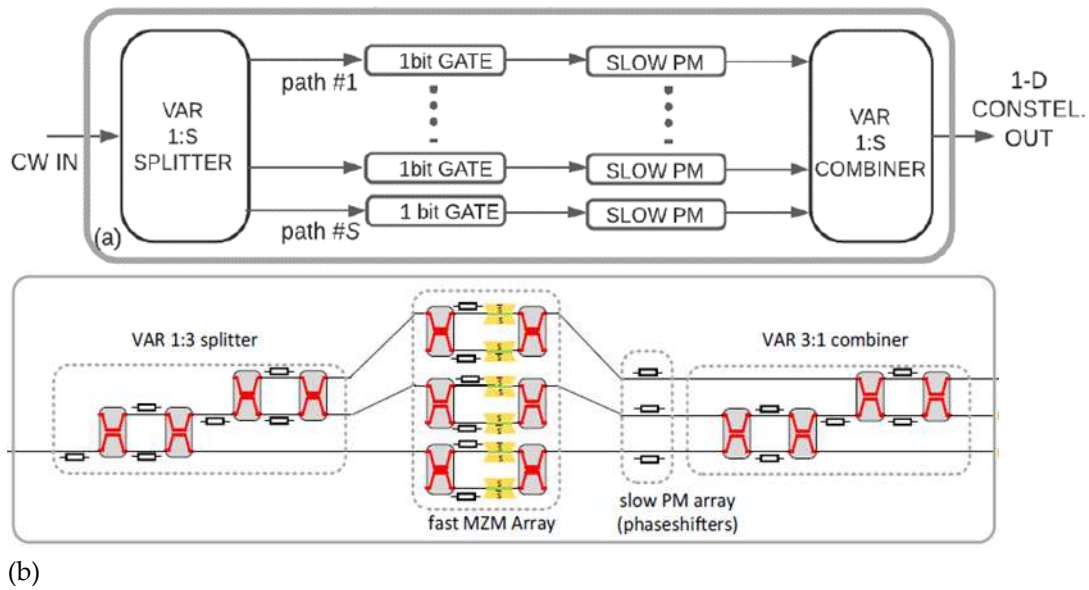 CW IN
VAR
1:S
SPLITTER
path #1
path #S
1bit GATE
1bit GATE
1 bit GATE
SLOW PM
SLOW PM
SLOW PM
VAR
1:S
COMBINER
1-D
CONSTEL.
OUT
(a)
VAR 1:3 splitter
fast MZM Array
slow PM array
(phaseshifters)
VAR 3:1 combiner
(b)